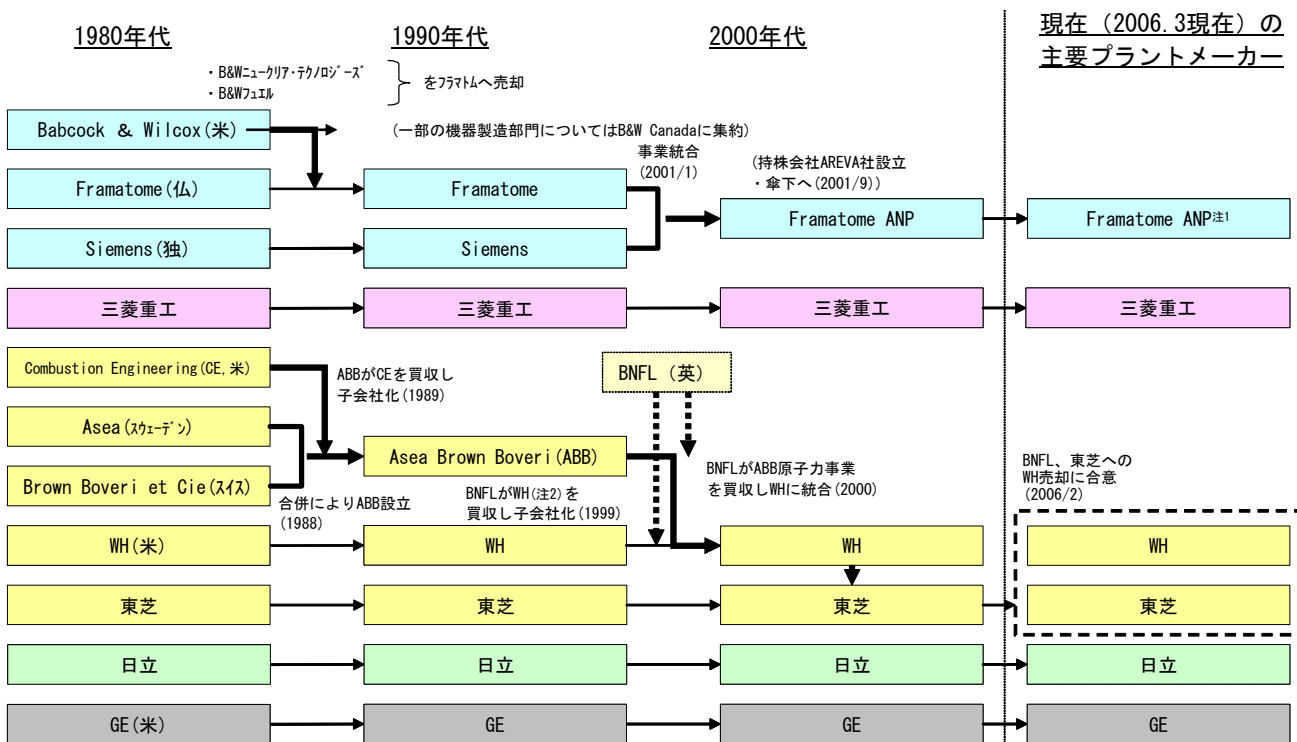 1980年代
1990年代
2000年代
現在（2006.3現在）の
主要プラントメーカー
・B&Wﾆｭｰｸﾘｱ・ﾃｸﾉﾛｼﾞｰｽﾞ
・B&Wﾌｭｴﾙ
をﾌﾗﾏﾄﾑへ売却
Babcock & Wilcox(米)
(一部の機器製造部門についてはB&W Canadaに集約)
事業統合
(2001/1)
(持株会社AREVA社設立
・傘下へ(2001/9))
Framatome(仏)
Framatome
Framatome ANP
Framatome ANP注1
Siemens(独)
Siemens
三菱重工
三菱重工
三菱重工
三菱重工
Combustion Engineering(CE,米)
ABBがCEを買収し
子会社化(1989)
BNFL（英）
Asea(ｽｳｪｰﾃﾞﾝ)
Asea Brown Boveri(ABB)
Brown Boveri et Cie(ｽｲｽ)
合併によりABB設立
(1988)
BNFLがWH(注2)を
買収し子会社化(1999)
BNFLがABB原子力事業
を買収しWHに統合(2000)
BNFL、東芝への
WH売却に合意
(2006/2)
WH(米)
WH
WH
WH
東芝
東芝
東芝
東芝
日立
日立
日立
日立
GE(米)
GE
GE
GE